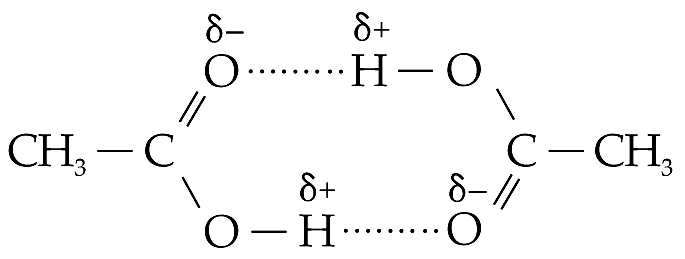 δ− δ+
O H — O
CH₃ — C C — CH₃
δ+ δ−
O — H O